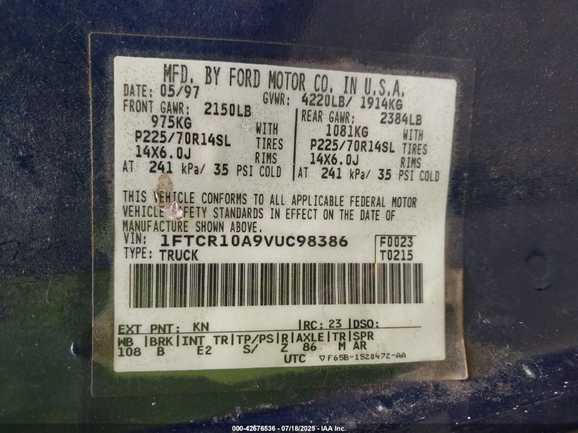 MFD. BY FORD MOTOR CO. IN U.S.A.
DATE: 05/97 GVWR: 4220LB/ 1914KG
FRONT GAWR: 2150LB REAR GAWR: 2384LB
975KG WITH 1081KG WITH
P225/70R14SL TIRES P225/70R14SL TIRES
14X6.0J RIMS 14X6.0J RIMS
AT 241 kPa/ 35 PSI COLD AT 241 kPa/ 35 PSI COLD
THIS VEHICLE CONFORMS TO ALL APPLICABLE FEDERAL MOTOR
VEHICLE SAFETY STANDARDS IN EFFECT ON THE DATE OF
MANUFACTURE SHOWN ABOVE.
VIN: 1FTCR10A9VUC98386 F0023
TYPE: TRUCK T0215
EXT PNT: KN RC: 23 DSO:
WB BRK INT TR TP/PS R AXLE TR SPR
108 B E2 S/ Z 86 M AR
UTC F65B-1520472-AA
000-42676536 - 07/18/2025 - © IAA Inc.